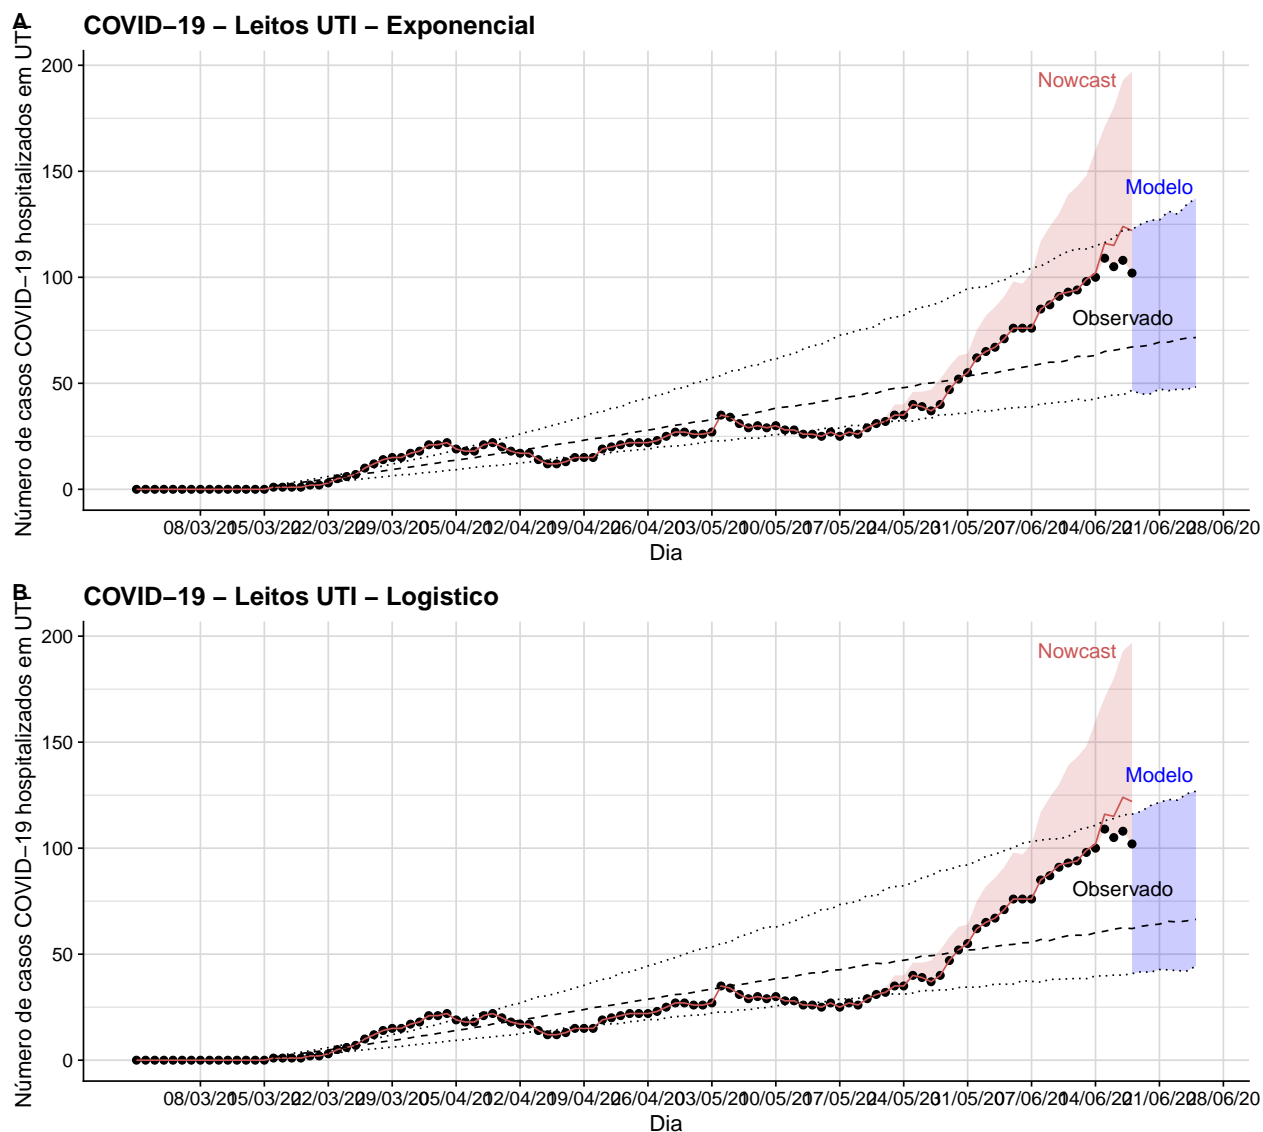 A
COVID−19 − Leitos UTI − Exponencial
Número de casos COVID−19 hospitalizados em UTI
200
150
100
50
0
Nowcast
Modelo
Observado
08/03/20 15/03/20 22/03/20 29/03/20 05/04/20 12/04/20 19/04/20 26/04/20 03/05/20 10/05/20 17/05/20 24/05/20 31/05/20 07/06/20 14/06/20 21/06/20 28/06/20
Dia
B
COVID−19 − Leitos UTI − Logistico
Número de casos COVID−19 hospitalizados em UTI
200
150
100
50
0
Nowcast
Modelo
Observado
08/03/20 15/03/20 22/03/20 29/03/20 05/04/20 12/04/20 19/04/20 26/04/20 03/05/20 10/05/20 17/05/20 24/05/20 31/05/20 07/06/20 14/06/20 21/06/20 28/06/20
Dia